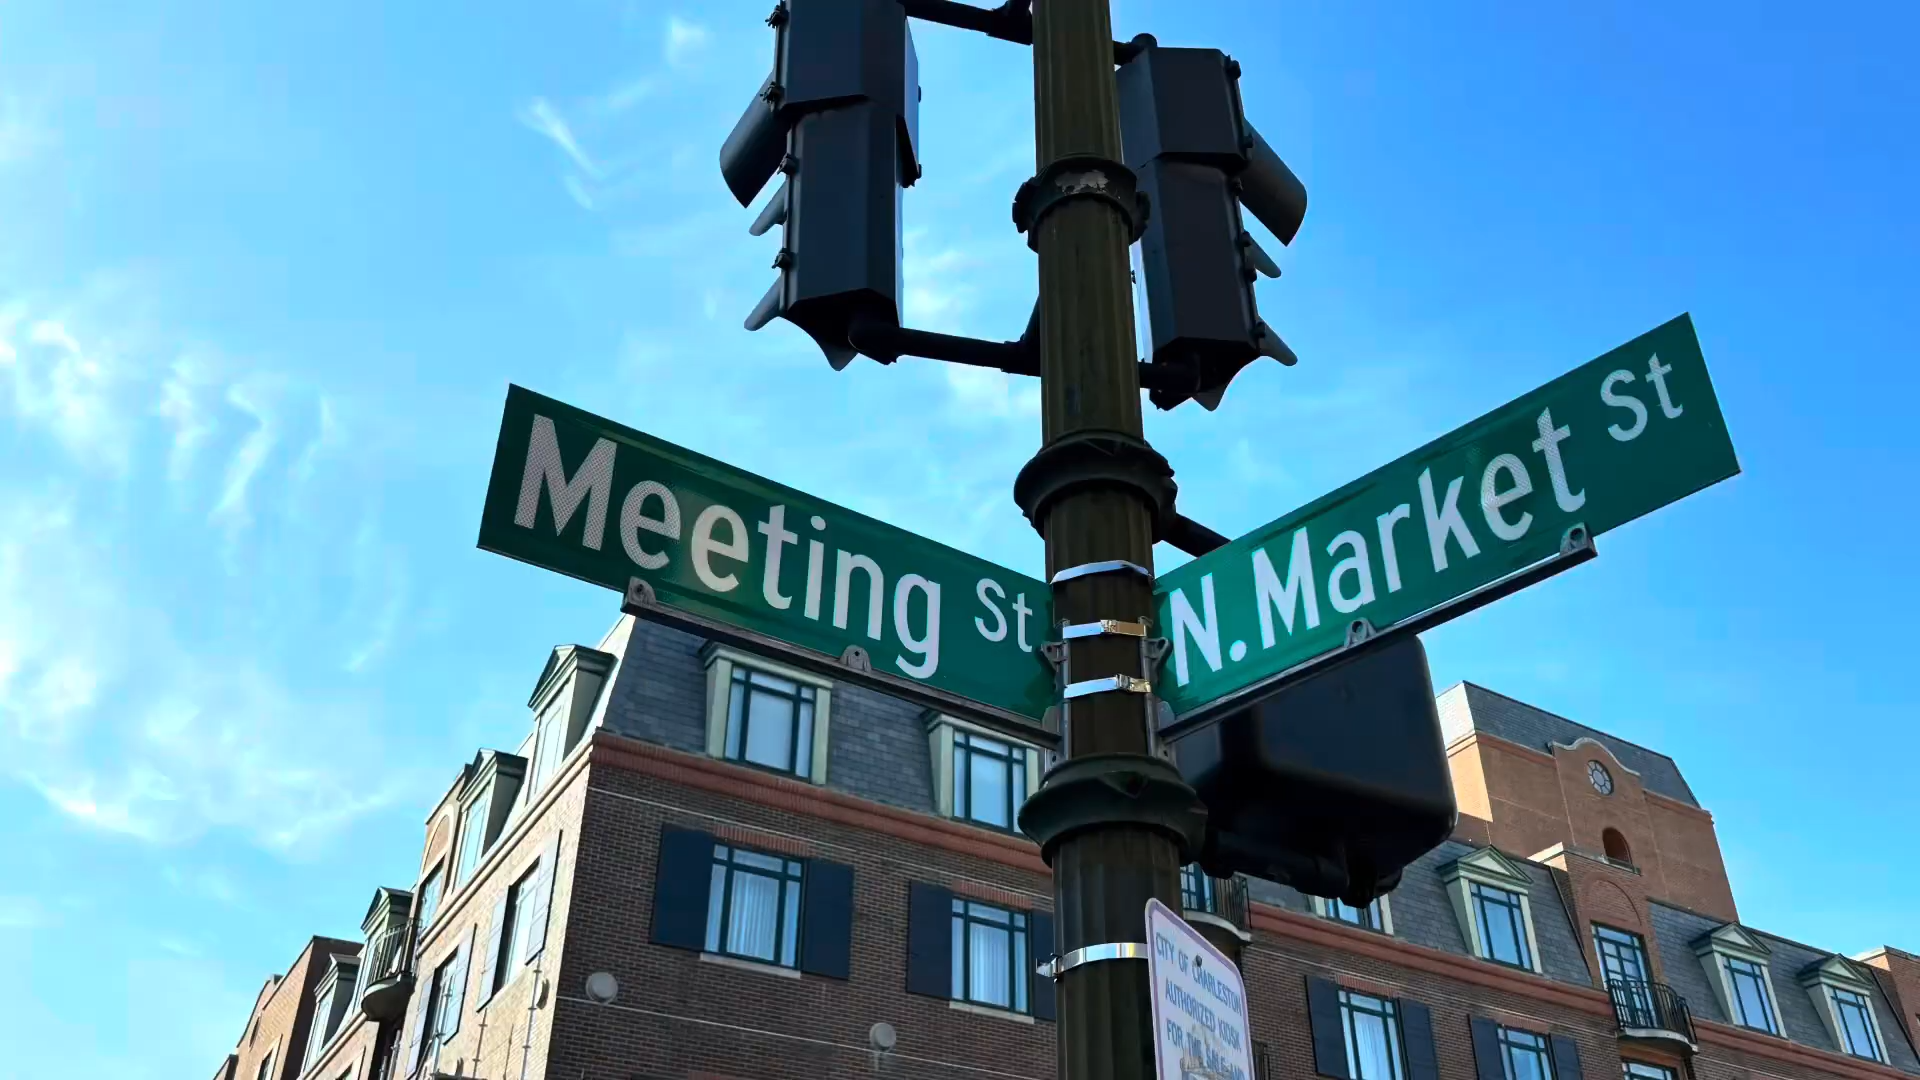 Meeting St
N. Market St
CITY OF CHARLESTON
AUTHORIZED KIOSK
FOR THE SALE AND